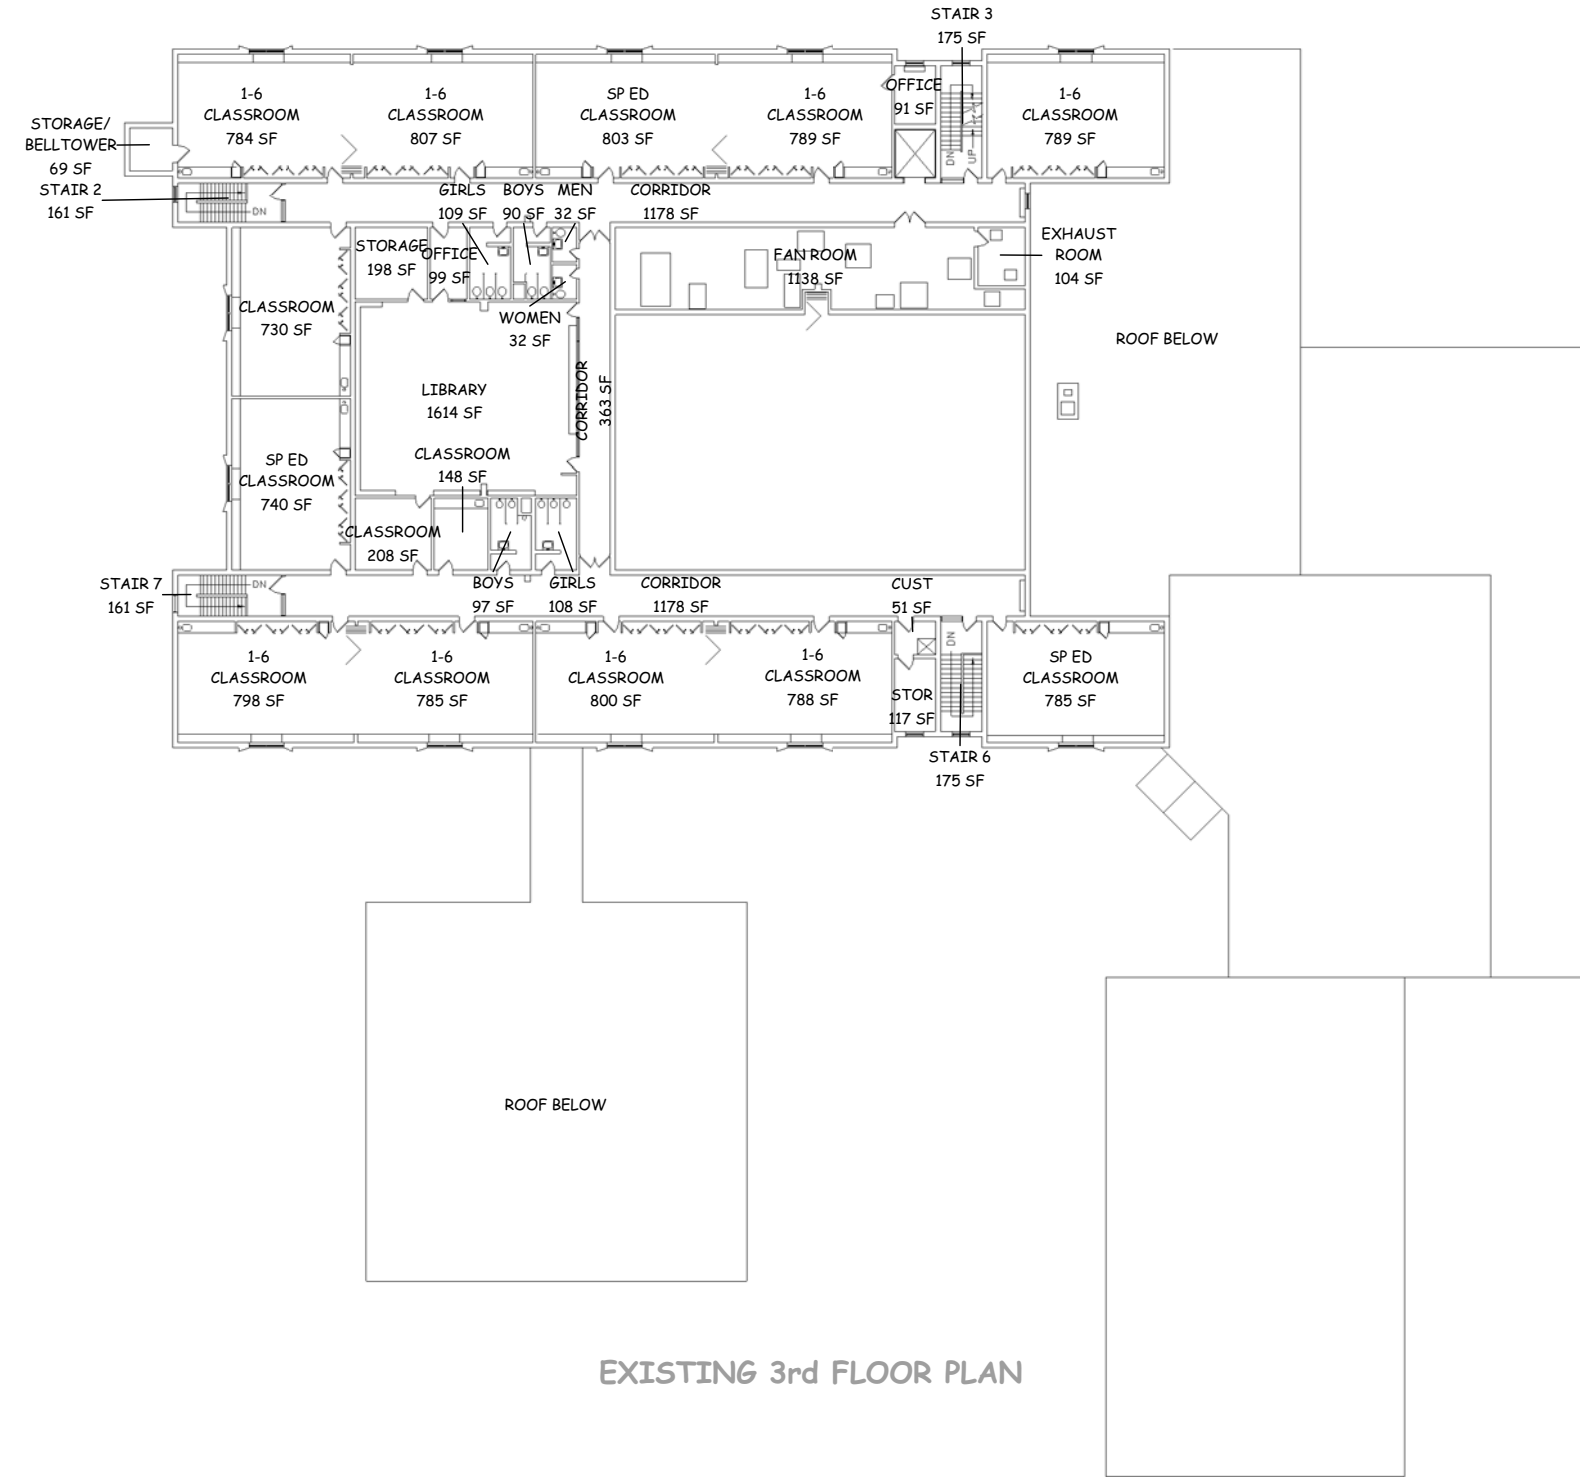 STAIR 3
175 SF
1-6
CLASSROOM
784 SF
1-6
CLASSROOM
807 SF
SP ED
CLASSROOM
803 SF
1-6
CLASSROOM
789 SF
OFFICE
91 SF
DN
UP
1-6
CLASSROOM
789 SF
STORAGE/
BELLTOWER
69 SF
STAIR 2
161 SF
DN
GIRLS
109 SF
BOYS
90 SF
MEN
32 SF
CORRIDOR
1178 SF
STORAGE
198 SF
OFFICE
99 SF
FAN ROOM
1138 SF
EXHAUST
ROOM
104 SF
CLASSROOM
730 SF
WOMEN
32 SF
ROOF BELOW
LIBRARY
1614 SF
CORRIDOR
363 SF
CLASSROOM
148 SF
SP ED
CLASSROOM
740 SF
CLASSROOM
208 SF
STAIR 7
161 SF
DN
BOYS
97 SF
GIRLS
108 SF
CORRIDOR
1178 SF
CUST
51 SF
DN
1-6
CLASSROOM
798 SF
1-6
CLASSROOM
785 SF
1-6
CLASSROOM
800 SF
1-6
CLASSROOM
788 SF
STOR
117 SF
SP ED
CLASSROOM
785 SF
STAIR 6
175 SF
ROOF BELOW
EXISTING 3rd FLOOR PLAN